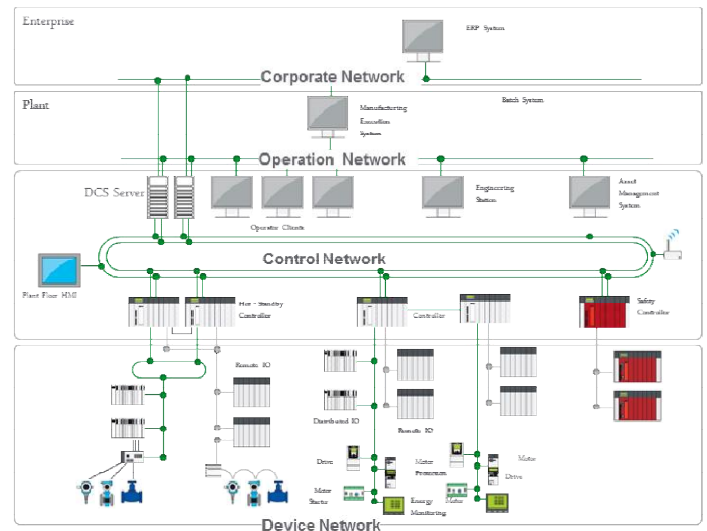 Enterprise
ERP System
Corporate Network
Plant
Manufacturing
Execution
System
Batch System
Operation Network
DCS Server
Operator Clients
Engineering
Station
Asset
Management
System
Control Network
Plant Floor HMI
Hot - Standby
Controller
Controller
Safety
Controller
Remote IO
Distributed IO
Remote IO
Drive
Motor
Starter
Motor
Protection
Energy
Monitoring
Motor
Motor
Drive
Device Network